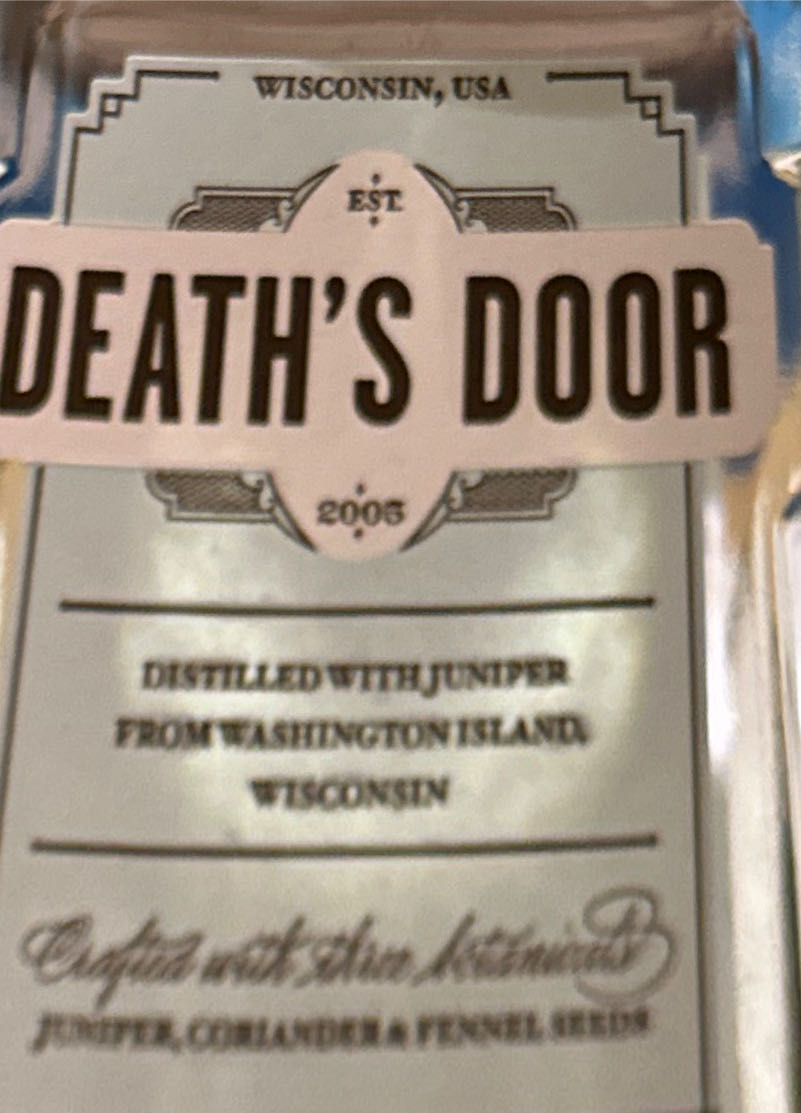 WISCONSIN, USA
EST.
DEATH'S DOOR
2005
DISTILLED WITH JUNIPER
FROM WASHINGTON ISLAND,
WISCONSIN
Crafted with three botanicals
JUNIPER, CORIANDER & FENNEL SEEDS